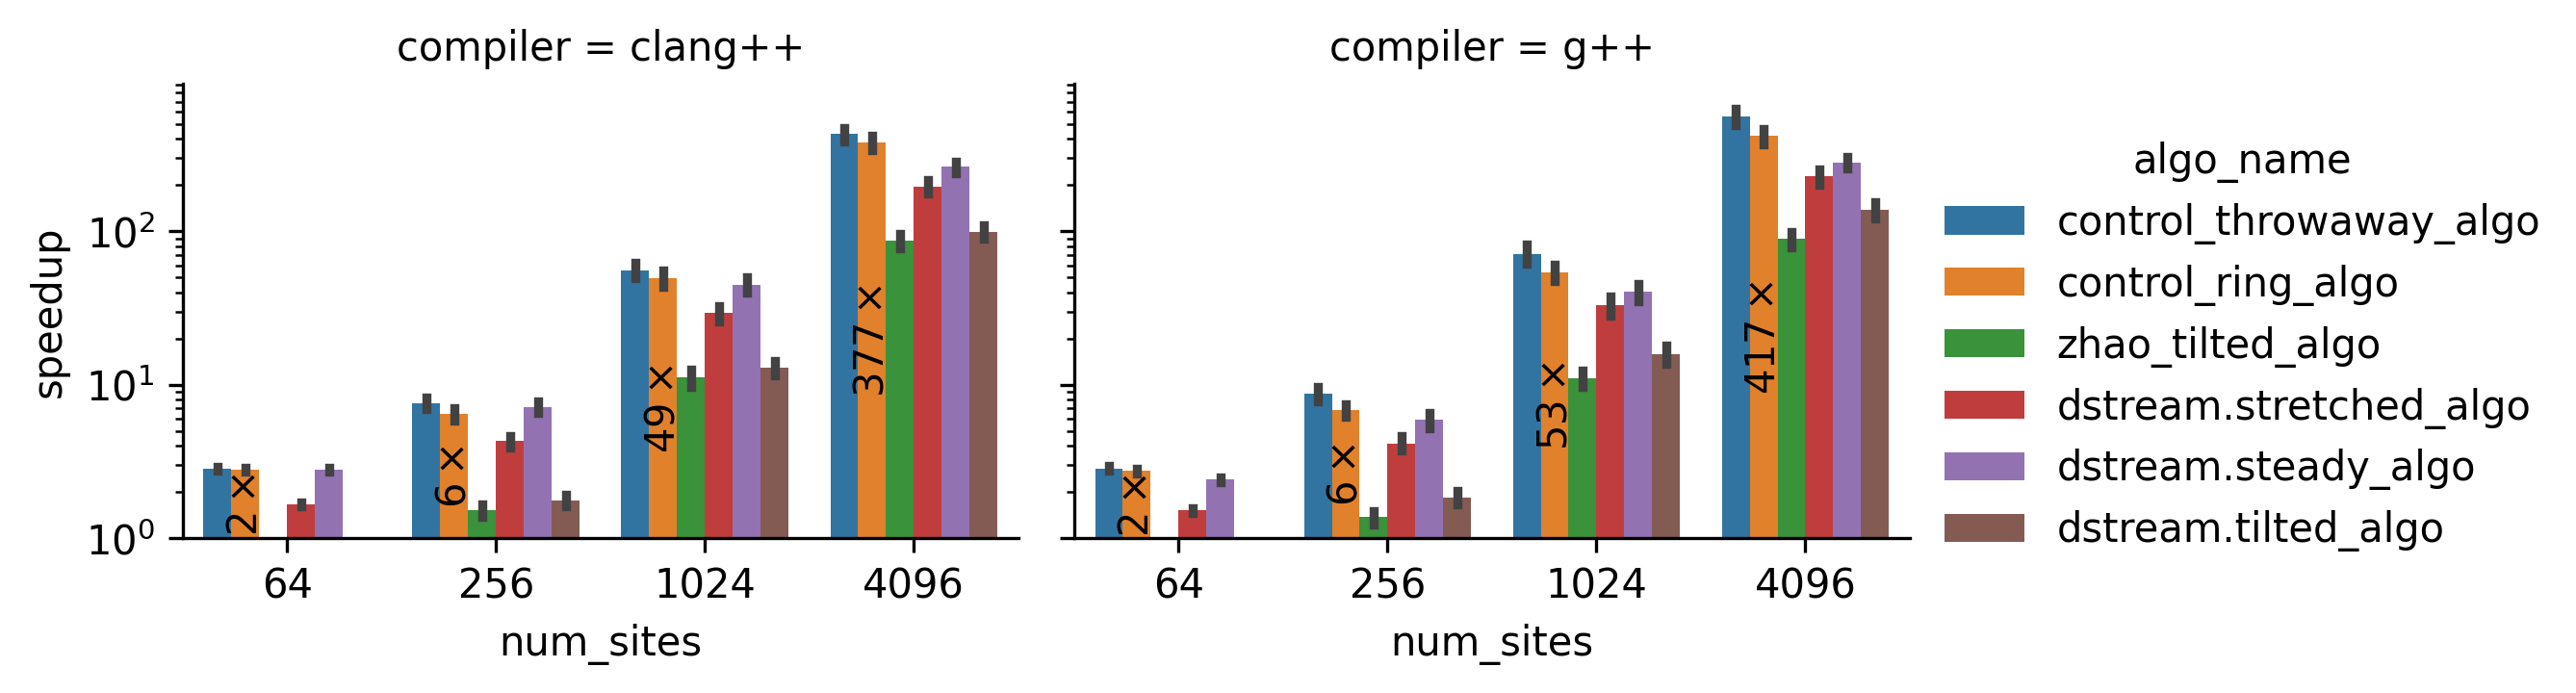 compiler = clang++
compiler = g++
speedup
10²
10¹
10⁰
2×
6×
49×
377×
2×
6×
53×
417×
64
256
1024
4096
64
256
1024
4096
num_sites
num_sites
algo_name
control_throwaway_algo
control_ring_algo
zhao_tilted_algo
dstream.stretched_algo
dstream.steady_algo
dstream.tilted_algo